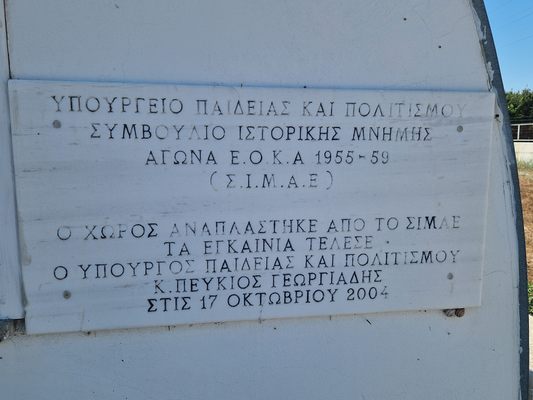 ΥΠΟΥΡΓΕΙΟ ΠΑΙΔΕΙΑΣ ΚΑΙ ΠΟΛΙΤΙΣΜΟΥ
ΣΥΜΒΟΥΛΙΟ ΙΣΤΟΡΙΚΗΣ ΜΝΗΜΗΣ
ΑΓΩΝΑ Ε.Ο.Κ.Α 1955-59
(Σ.Ι.Μ.Α.Ε)
Ο ΧΩΡΟΣ ΑΝΑΠΛΑΣΤΗΚΕ ΑΠΟ ΤΟ ΣΙΜΑΕ
ΤΑ ΕΓΚΑΙΝΙΑ ΤΕΛΕΣΕ
Ο ΥΠΟΥΡΓΟΣ ΠΑΙΔΕΙΑΣ ΚΑΙ ΠΟΛΙΤΙΣΜΟΥ
Κ.ΠΕΥΚΙΟΣ ΓΕΩΡΓΙΑΔΗΣ
ΣΤΙΣ 17 ΟΚΤΩΒΡΙΟΥ 2004